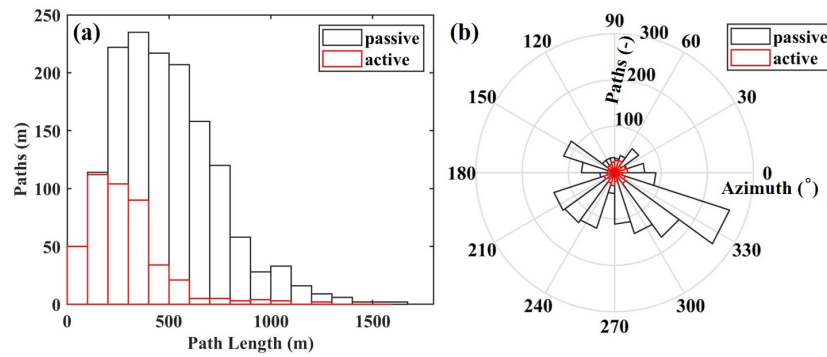 (a)
passive
active
250
200
150
100
50
0
Paths (m)
0 500 1000 1500
Path Length (m)
(b)
passive
active
90
120 60
150 30
180 0
210 330
240 300
270
300
200
100
Paths (-)
Azimuth (°)